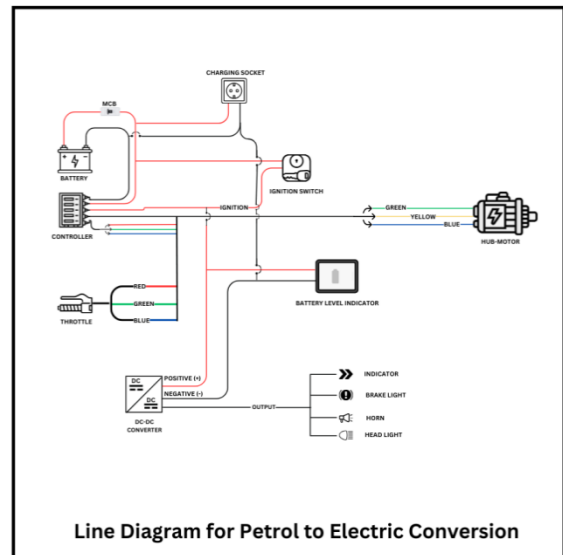 CHARGING SOCKET
MCB
+ -
BATTERY
IGNITION SWITCH
IGNITION
CONTROLLER
GREEN
YELLOW
BLUE
HUB-MOTOR
RED
GREEN
BLUE
THROTTLE
BATTERY LEVEL INDICATOR
DC
DC
POSITIVE (+)
NEGATIVE (-)
DC-DC
CONVERTER
OUTPUT
INDICATOR
BRAKE LIGHT
HORN
HEAD LIGHT
Line Diagram for Petrol to Electric Conversion